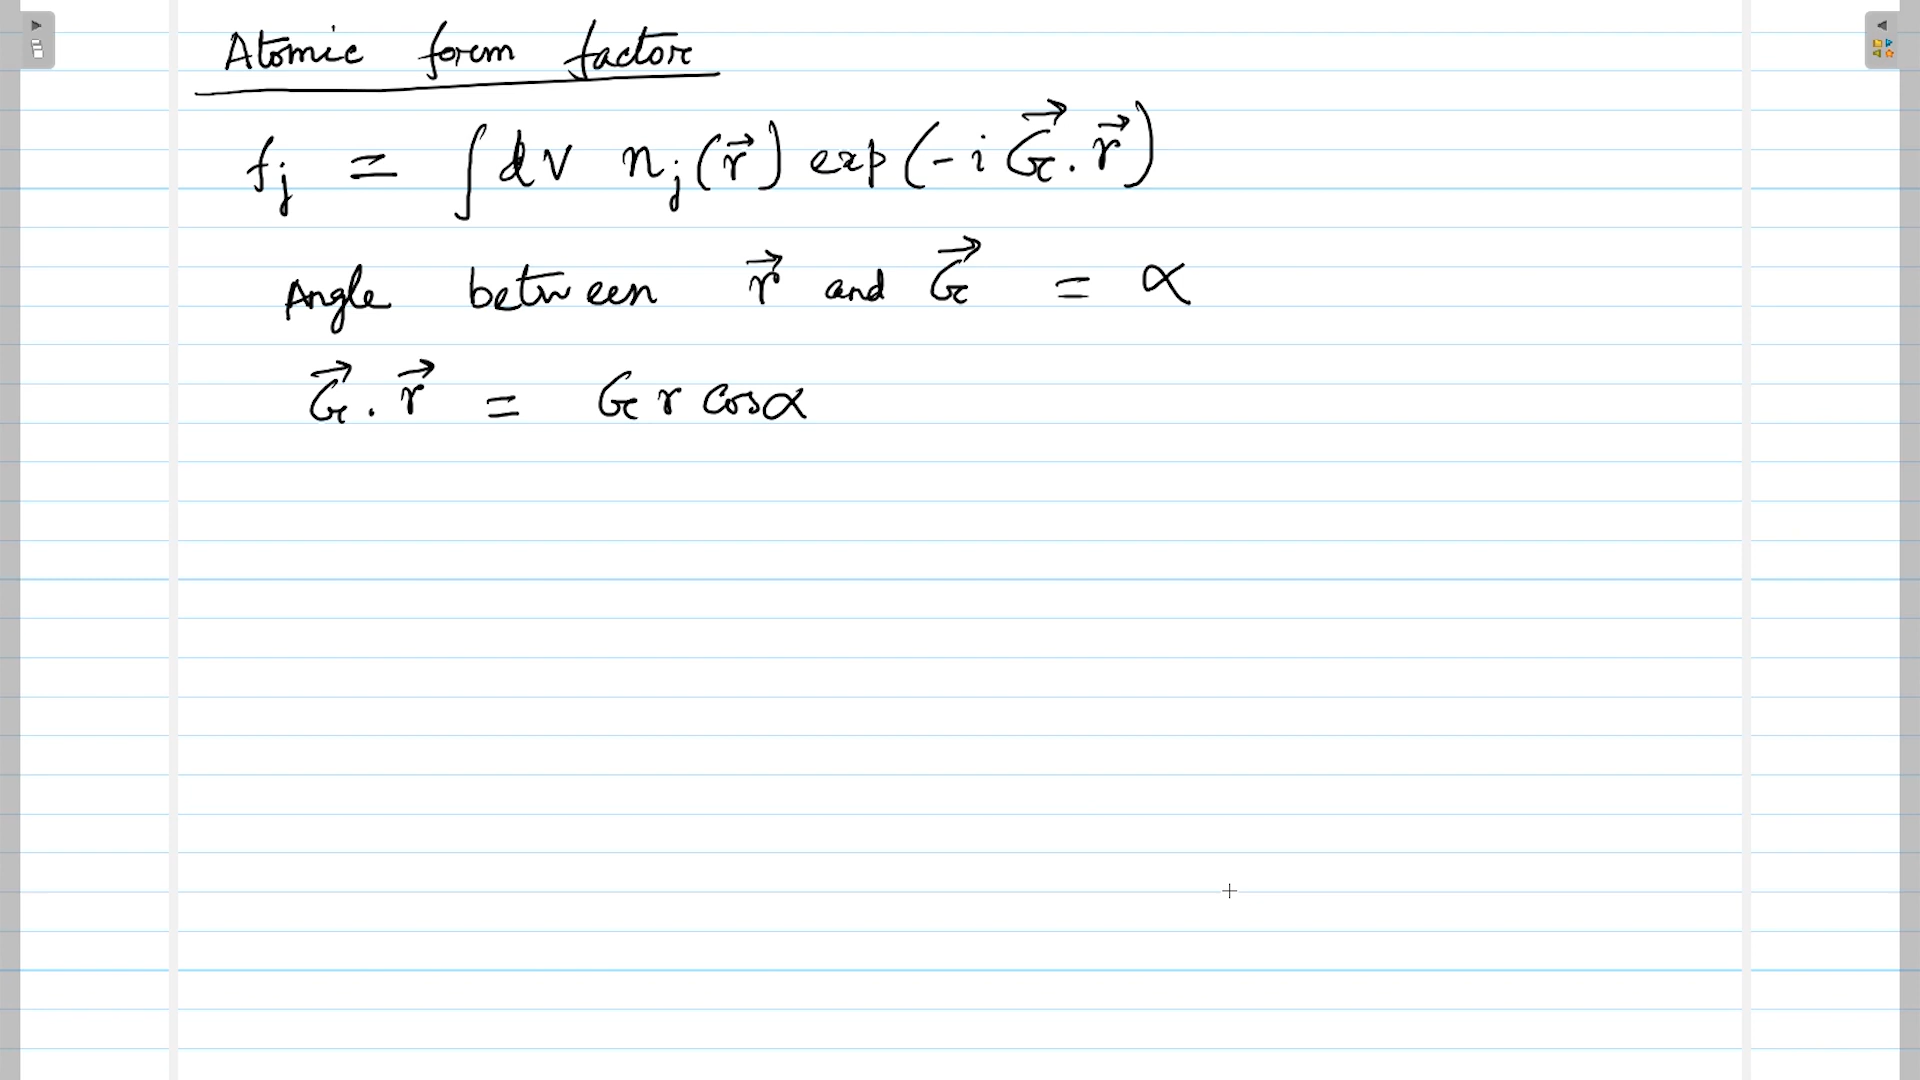 Atomic form factor
f_j = ∫ dV n_j(r⃗) exp(-i G⃗.r⃗)
Angle between r⃗ and G⃗ = α
G⃗.r⃗ = G r cosα